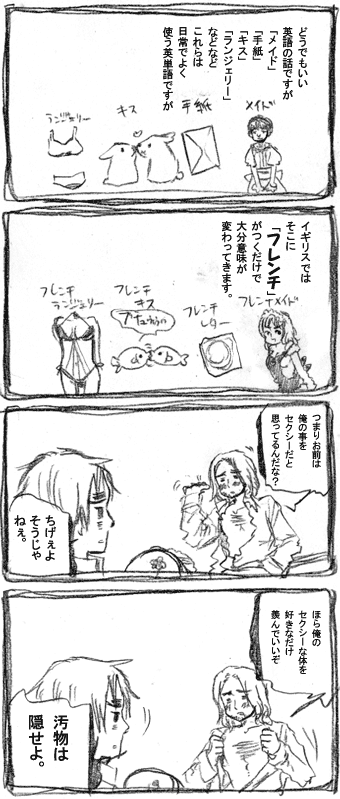 どうでもいい
英語の話ですが
「メイド」
「手紙」
「キス」
「ランジェリー」
などなど
これらは
日常でよく
使う英単語ですが
メイド
手紙
キス
ランジェリー
イギリスでは
そこに
「フレンチ」
がつくだけで
大分意味が
変わってきます。
フレンチメイド
フレンチ
レター
フレンチ
キス
フレンチ
ランジェリー
つまりお前は
俺の事を
セクシーだと
思ってるんだな?
ちげぇよ
そうじゃ
ねぇ。
ほら俺の
セクシーな体を
好きなだけ
羨んでいいぞ
汚物は
隠せよ。